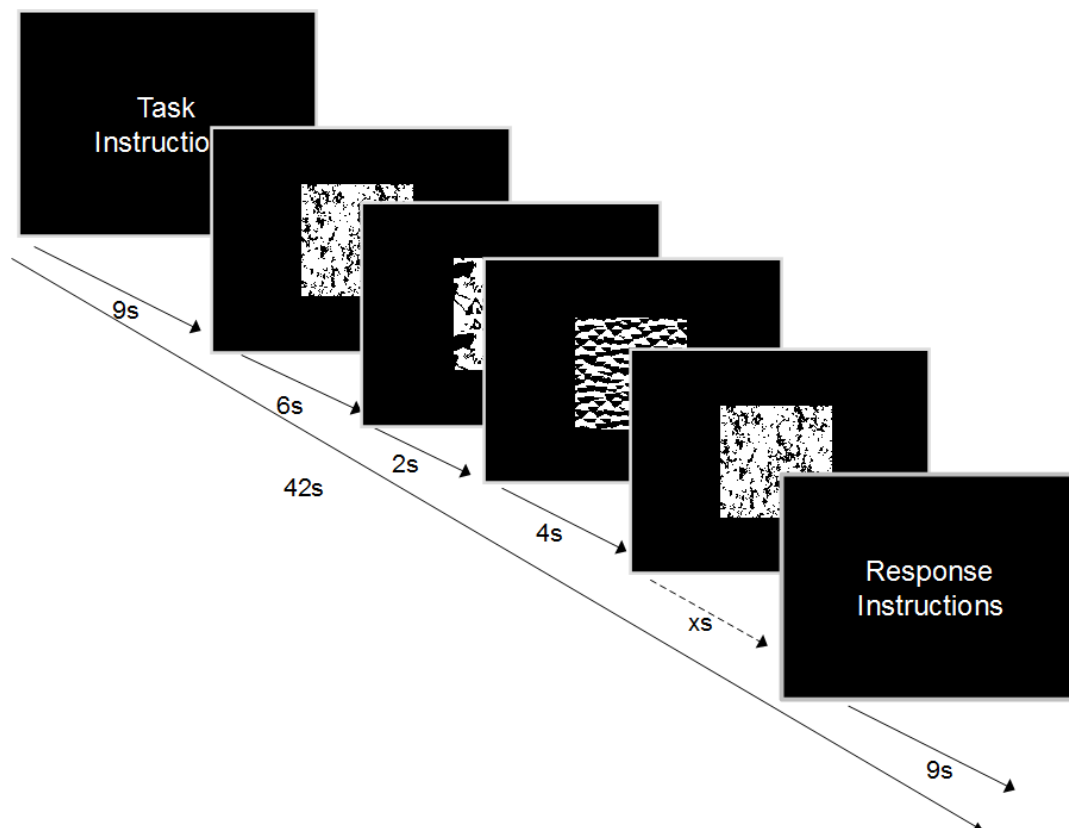 Task
Instructio
9s
6s
2s
42s
4s
xs
Response
Instructions
9s